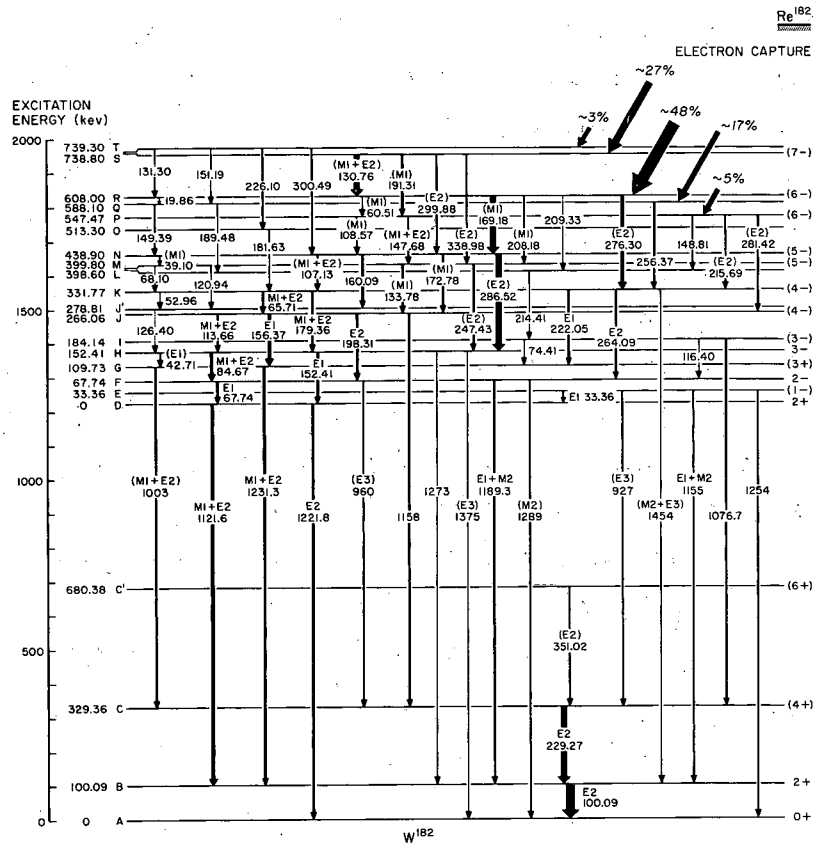 Re¹⁸²
ELECTRON CAPTURE
~27%
~48%
~3%
~17%
~5%
EXCITATION
ENERGY (kev)
2000
739.30 T
738.80 S
(7-)
131.30
151.19
226.10
300.49
(M1+E2)
130.76
(M1)
191.31
608.00 R
588.10 Q
547.47 P
513.30 O
(6-)
(6-)
19.86
(M1)
60.51
(E2)
299.88
(M1)
169.18
209.33
149.39
189.48
181.63
(M1)
108.57
(M1+E2)
147.68
(E2)
338.98
(M1)
208.18
(E2)
276.30
256.37
148.81
(E2)
281.42
438.90 N
399.80 M
398.60 L
(5-)
(5-)
(M1)
39.10
68.10
120.94
(M1+E2)
107.13
160.09
(M1)
133.78
(M1)
172.78
(E2)
286.52
(E2)
215.69
331.77 K
(4-)
52.96
M1+E2
65.71
1500
278.81 J'
266.06 J
(4-)
126.40
M1+E2
113.66
E1
156.37
M1+E2
179.36
E2
198.31
(E2)
247.43
214.41
E1
222.05
E2
264.09
184.14 I
152.41 H
109.73 G
67.74 F
33.36 E
0 D
(3-)
3-
(3+)
2-
(1-)
2+
(E1)
42.71
M1+E2
84.67
E1
152.41
74.41
116.40
E1
67.74
E1 33.36
1000
(M1+E2)
1003
M1+E2
1121.6
M1+E2
1231.3
E2
1221.8
(E3)
960
1158
1273
(E3)
1375
E1+M2
1189.3
(M2)
1289
(E3)
927
(M2+E3)
1454
E1+M2
1155
1076.7
1254
680.38 C'
(6+)
(E2)
351.02
500
329.36 C
(4+)
E2
229.27
100.09 B
2+
E2
100.09
0
0 A
0+
W¹⁸²